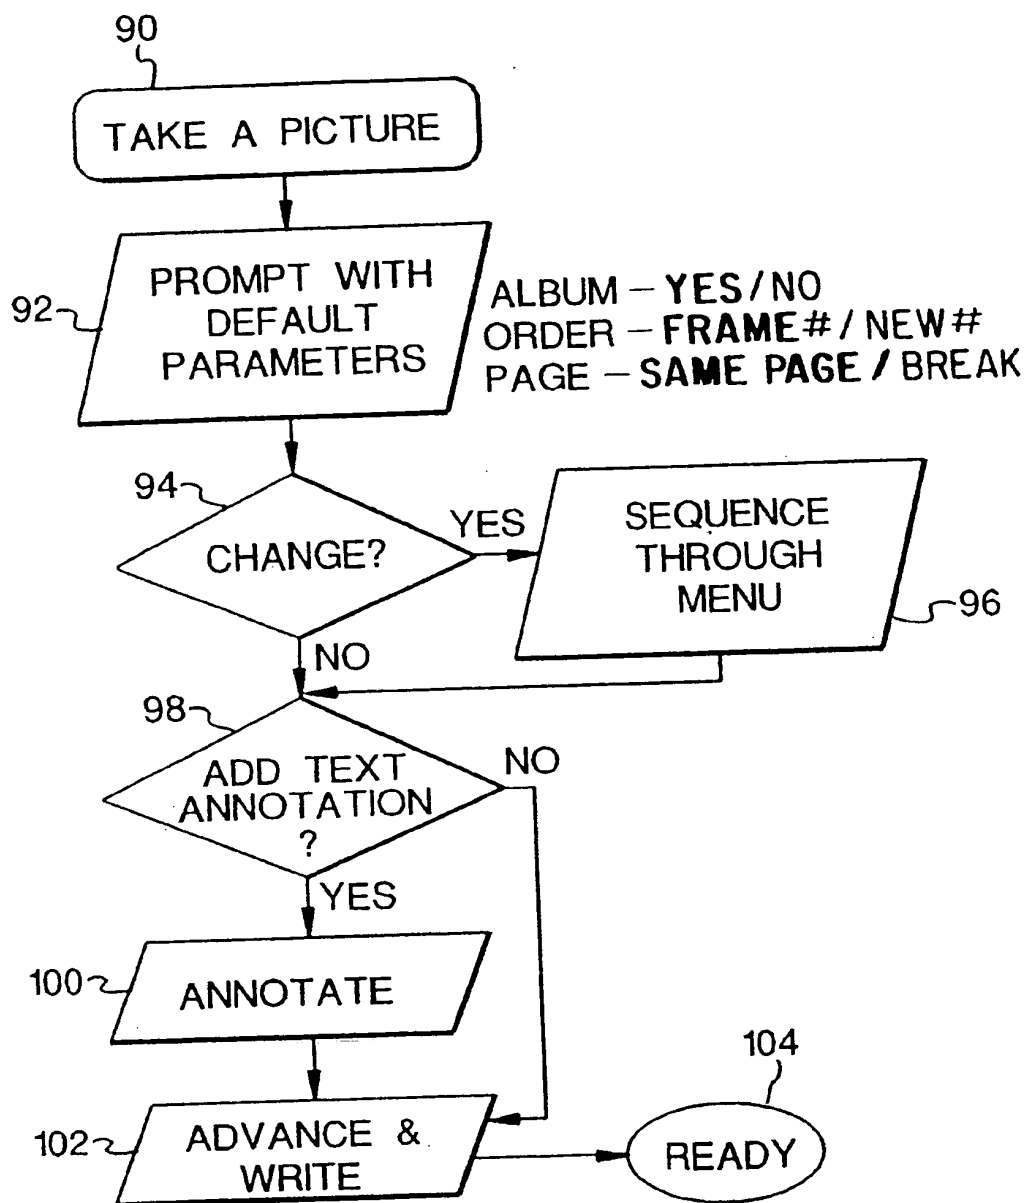 90
TAKE A PICTURE
92
PROMPT WITH
DEFAULT
PARAMETERS
ALBUM – YES/NO
ORDER – FRAME#/NEW#
PAGE – SAME PAGE/BREAK
94
CHANGE?
YES
SEQUENCE
THROUGH
MENU
96
NO
98
ADD TEXT
ANNOTATION
?
NO
YES
100
ANNOTATE
102
ADVANCE &
WRITE
104
READY